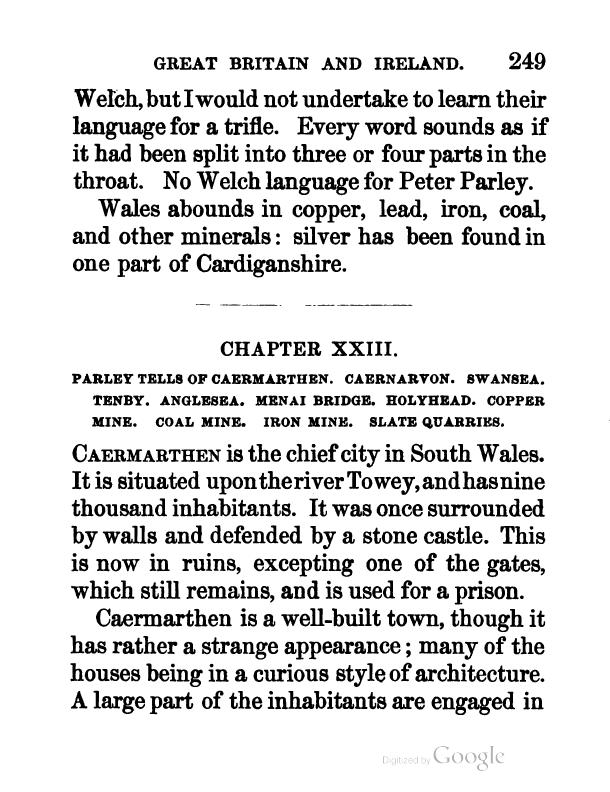 GREAT BRITAIN AND IRELAND. 249
Welch, but I would not undertake to learn their
language for a trifle. Every word sounds as if
it had been split into three or four parts in the
throat. No Welch language for Peter Parley.
Wales abounds in copper, lead, iron, coal,
and other minerals: silver has been found in
one part of Cardiganshire.
CHAPTER XXIII.
PARLEY TELLS OF CAERMARTHEN. CAERNARVON. SWANSEA.
TENBY. ANGLESEA. MENAI BRIDGE. HOLYHEAD. COPPER
MINE. COAL MINE. IRON MINE. SLATE QUARRIES.
CAERMARTHEN is the chief city in South Wales.
It is situated upon the river Towey, and has nine
thousand inhabitants. It was once surrounded
by walls and defended by a stone castle. This
is now in ruins, excepting one of the gates,
which still remains, and is used for a prison.
Caermarthen is a well-built town, though it
has rather a strange appearance; many of the
houses being in a curious style of architecture.
A large part of the inhabitants are engaged in
Digitized by Google